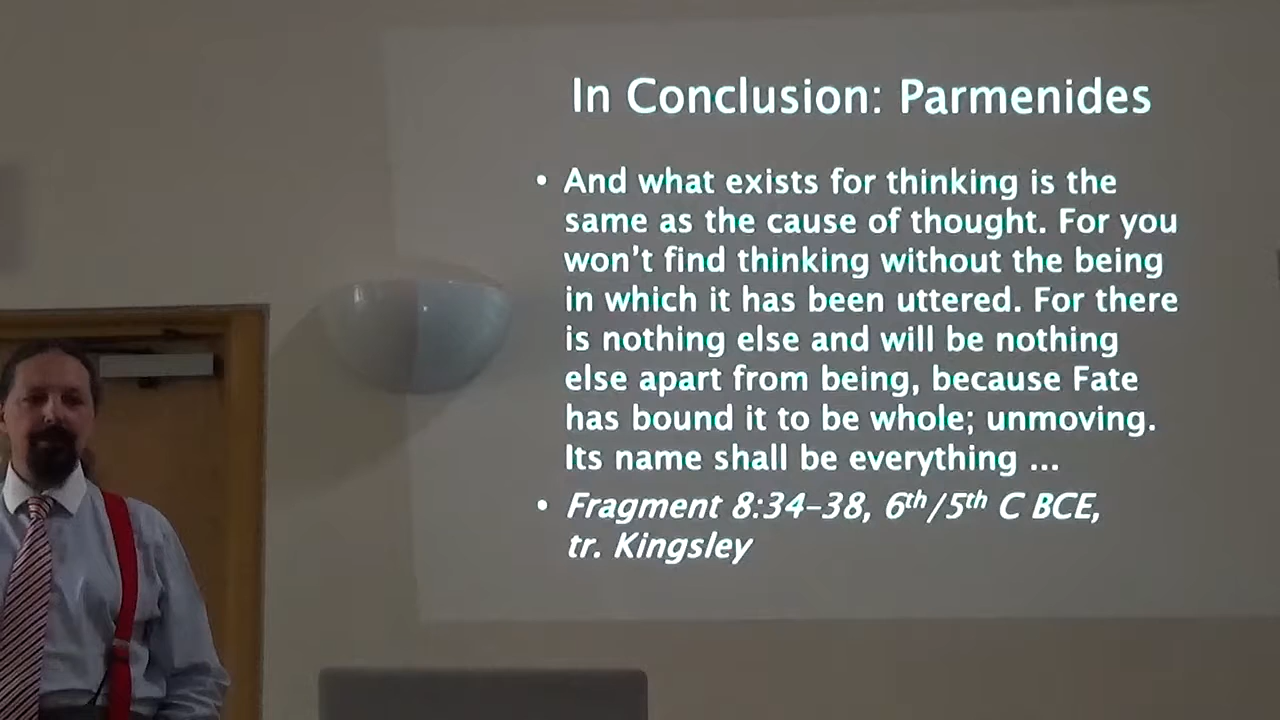 In Conclusion: Parmenides
• And what exists for thinking is the
same as the cause of thought. For you
won't find thinking without the being
in which it has been uttered. For there
is nothing else and will be nothing
else apart from being, because Fate
has bound it to be whole; unmoving.
Its name shall be everything ...
• Fragment 8:34–38, 6th/5th C BCE,
tr. Kingsley